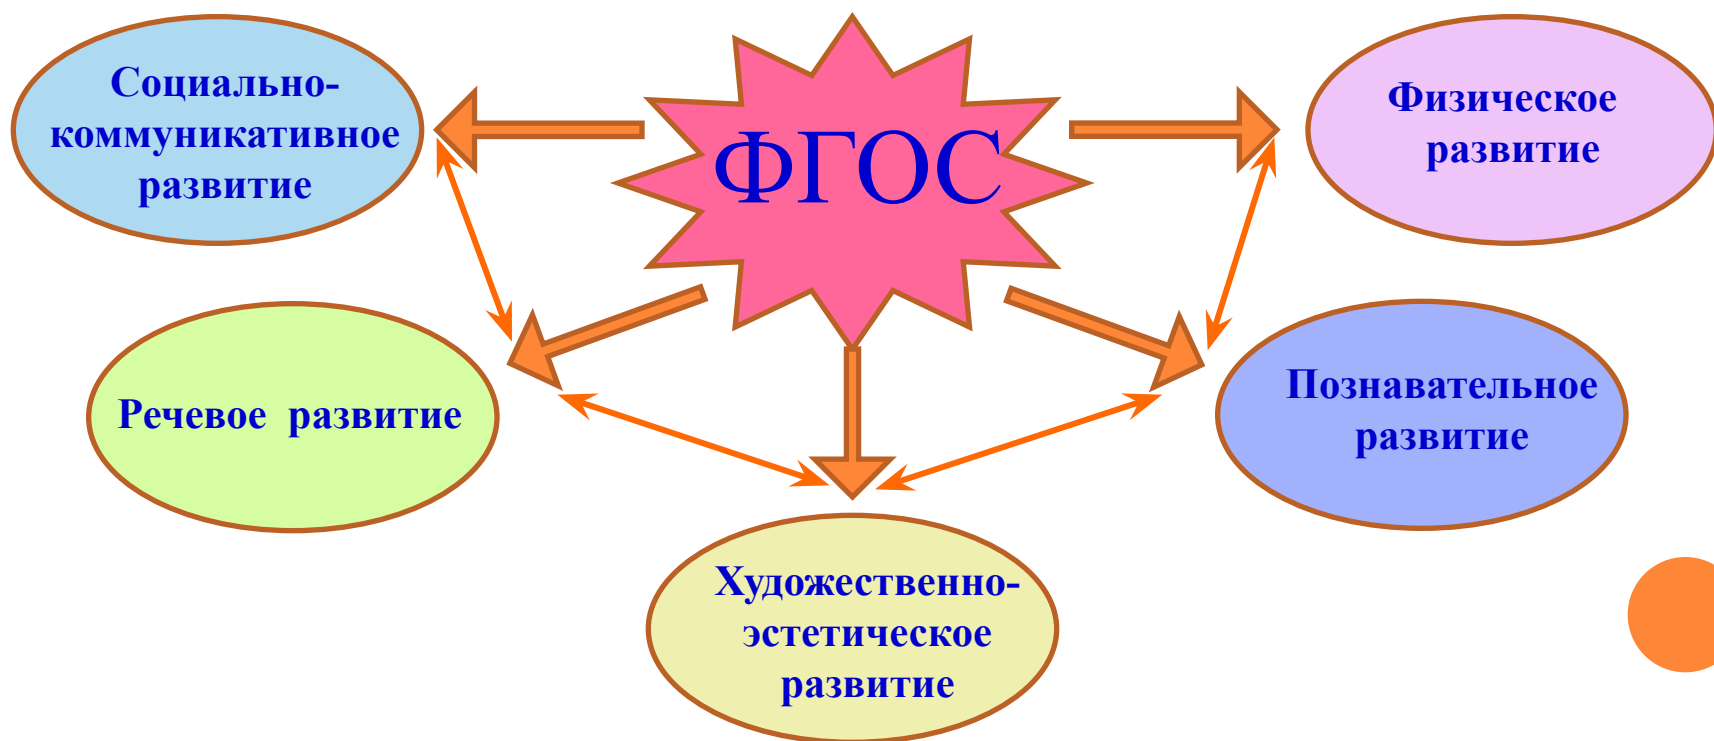 Социально-
коммуникативное
развитие
ФГОС
Физическое
развитие
Речевое развитие
Познавательное
развитие
Художественно-
эстетическое
развитие